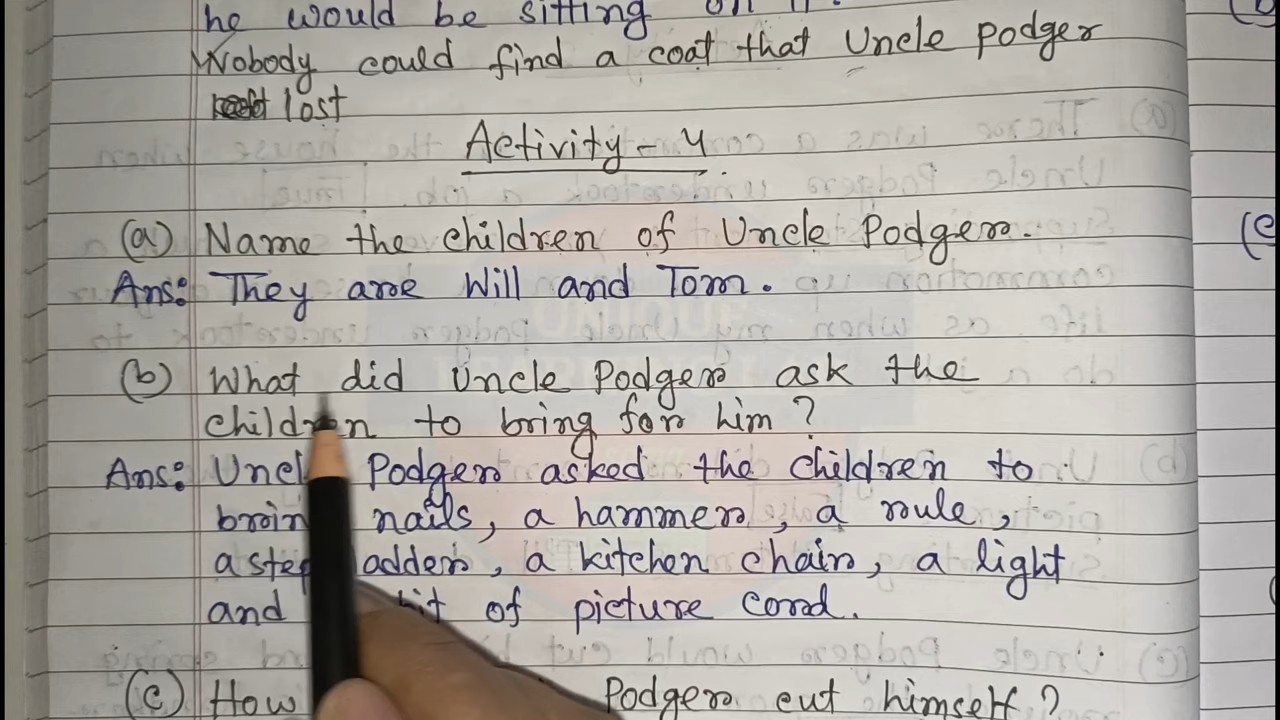 he would be sitting on it.
Nobody could find a coat that Uncle Podger
lost
Activity - 4
(a) Name the children of Uncle Podger.
Ans: They are Will and Tom.
(b) What did Uncle Podger ask the
children to bring for him?
Ans: Uncl Podger asked the children to
brin nails, a hammer, a rule,
a step adder, a kitchen chair, a light
and bit of picture cord.
(c) How Podger cut himself?